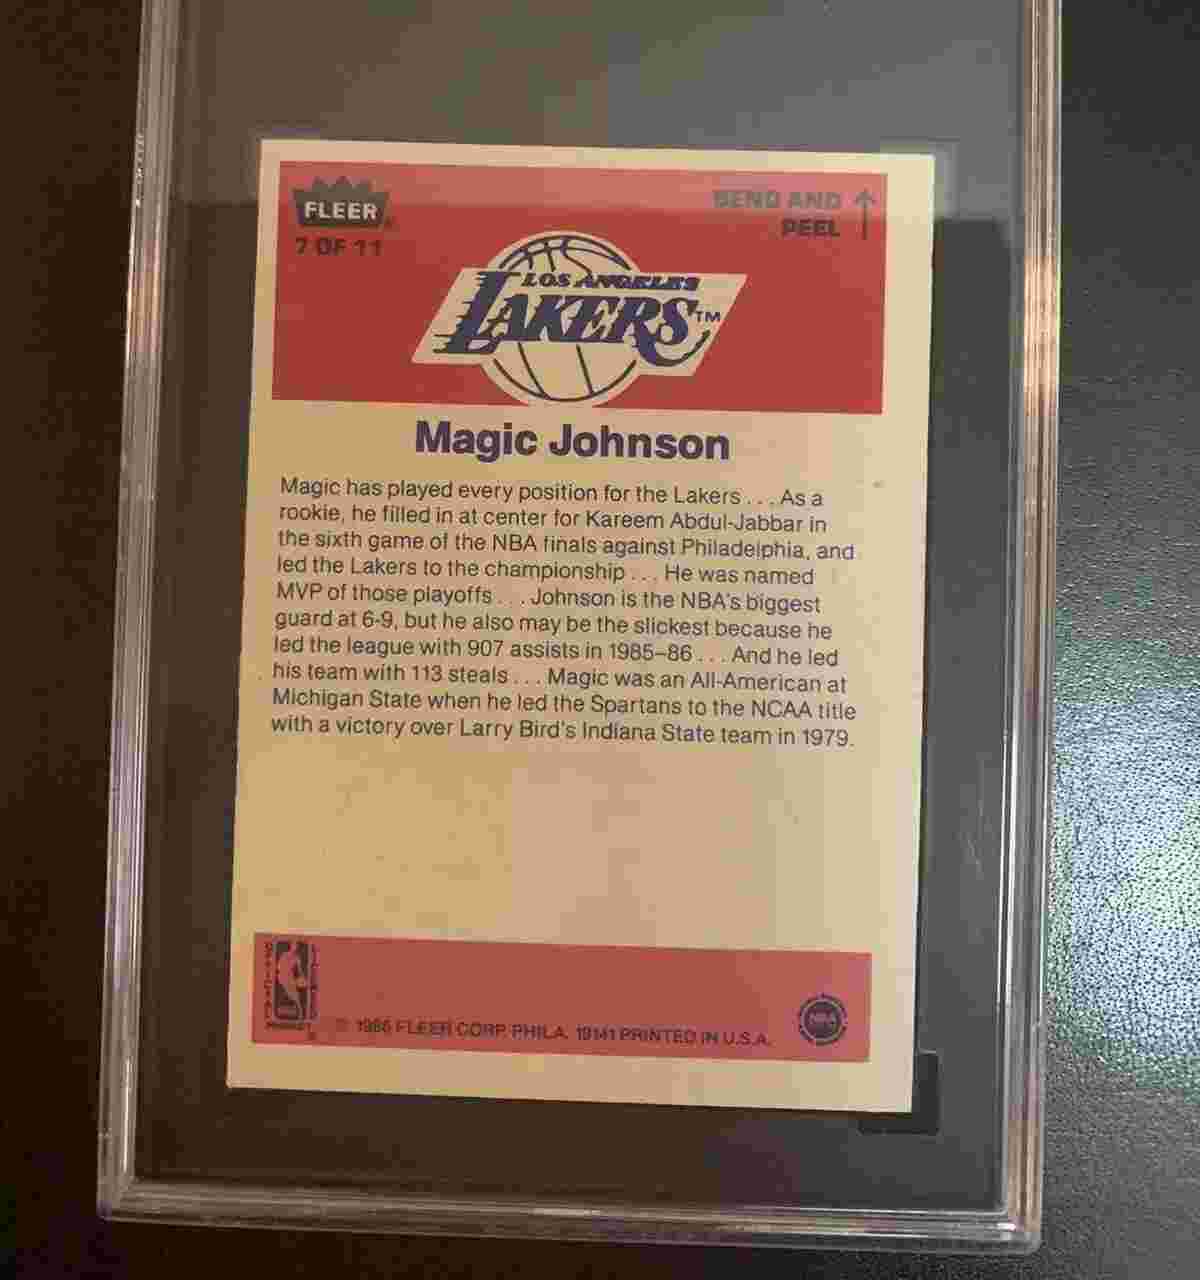 FLEER
7 OF 11
BEND AND
PEEL
LOS ANGELES
LAKERS™
Magic Johnson
Magic has played every position for the Lakers . . . As a
rookie, he filled in at center for Kareem Abdul-Jabbar in
the sixth game of the NBA finals against Philadelphia, and
led the Lakers to the championship . . . He was named
MVP of those playoffs . . . Johnson is the NBA's biggest
guard at 6-9, but he also may be the slickest because he
led the league with 907 assists in 1985–86 . . . And he led
his team with 113 steals . . . Magic was an All-American at
Michigan State when he led the Spartans to the NCAA title
with a victory over Larry Bird's Indiana State team in 1979.
© 1986 FLEER CORP. PHILA. 19141 PRINTED IN U.S.A.
NBA